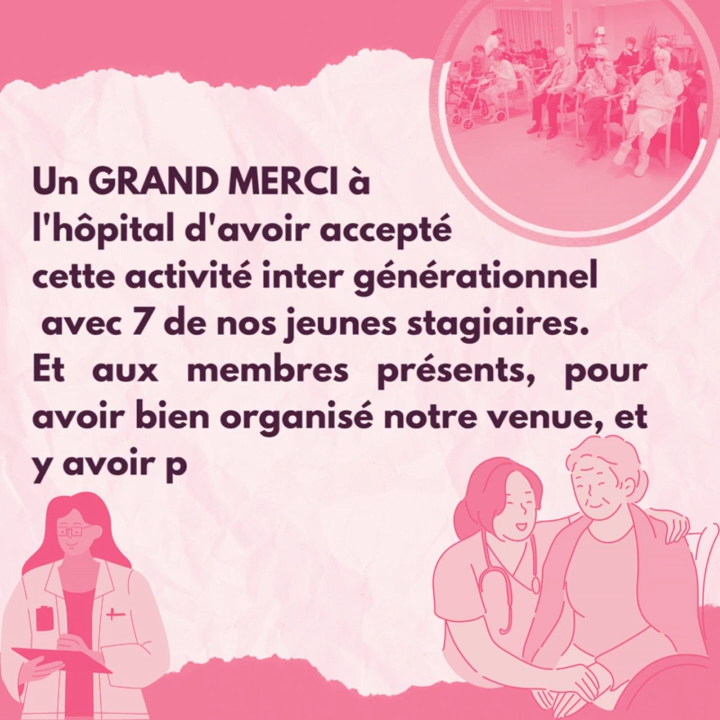 Un GRAND MERCI à
l'hôpital d'avoir accepté
cette activité inter générationnel
avec 7 de nos jeunes stagiaires.
Et aux membres présents, pour
avoir bien organisé notre venue, et
y avoir p
3